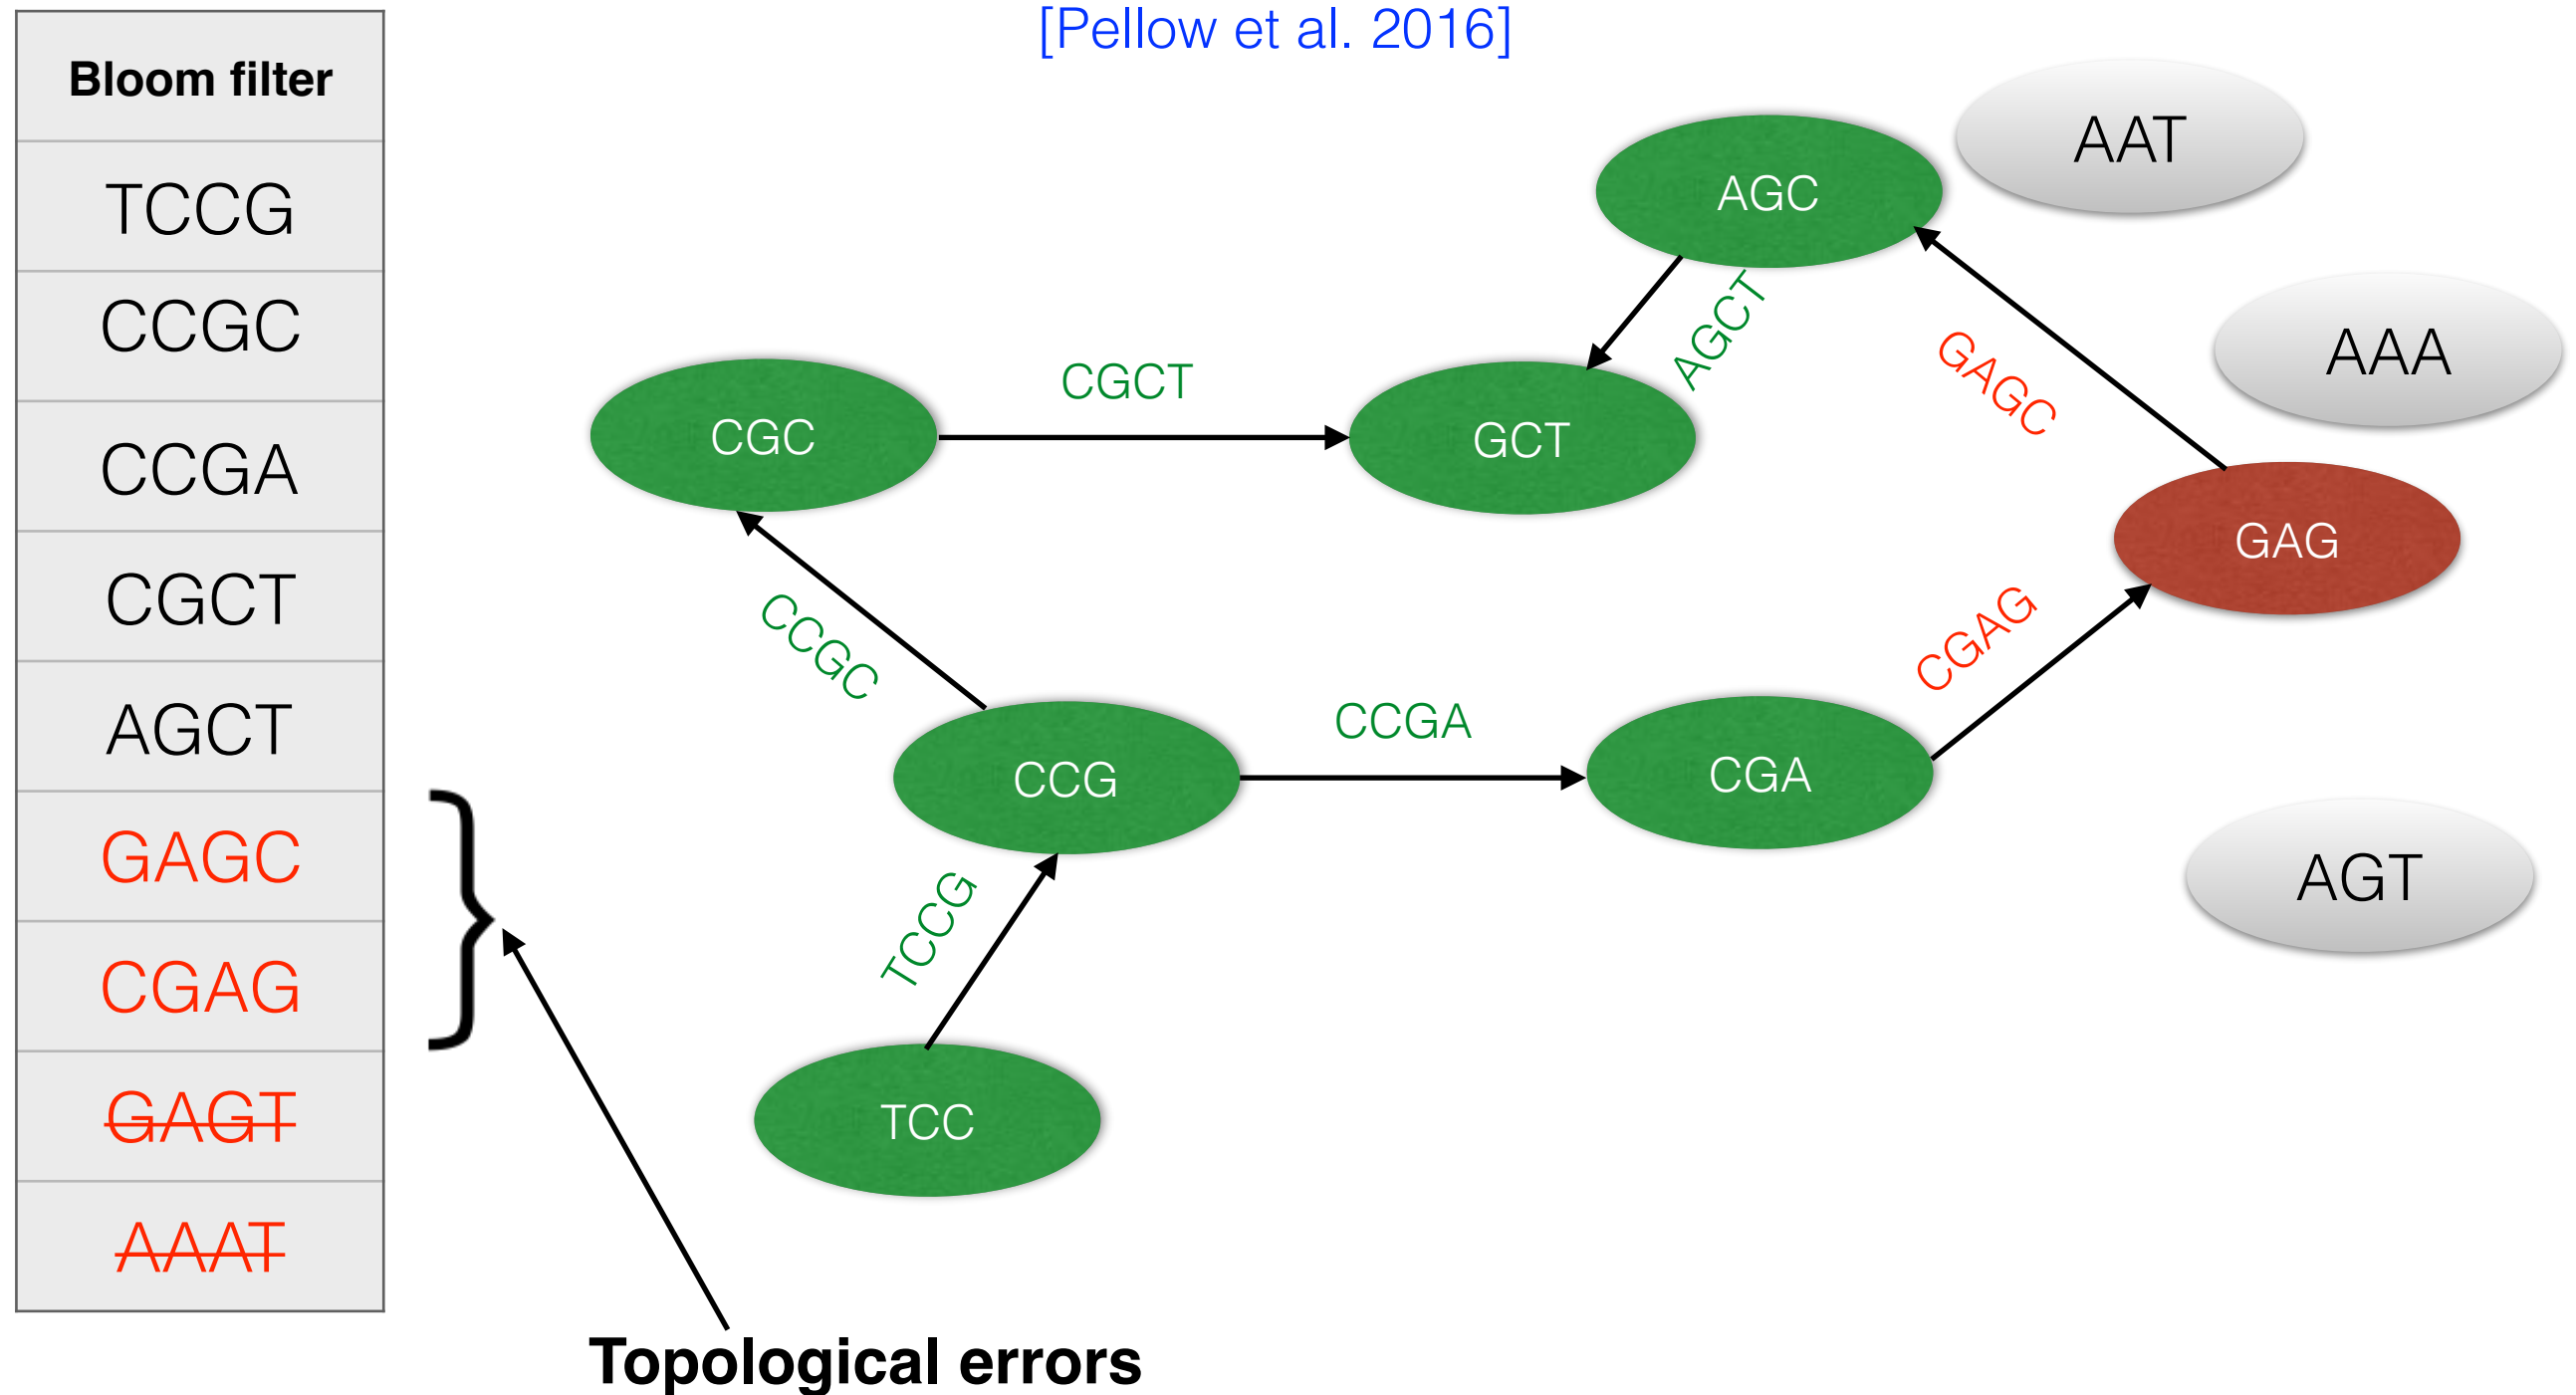 [Pellow et al. 2016]
Bloom filter
TCCG
CCGC
CCGA
CGCT
AGCT
GAGC
CGAG
GAGT
AAAT
AAT
AGC
AGCT
AAA
GAGC
CGCT
CGC
GCT
GAG
CCGC
CGAG
CCGA
CCG
CGA
AGT
TCCG
TCC
Topological errors